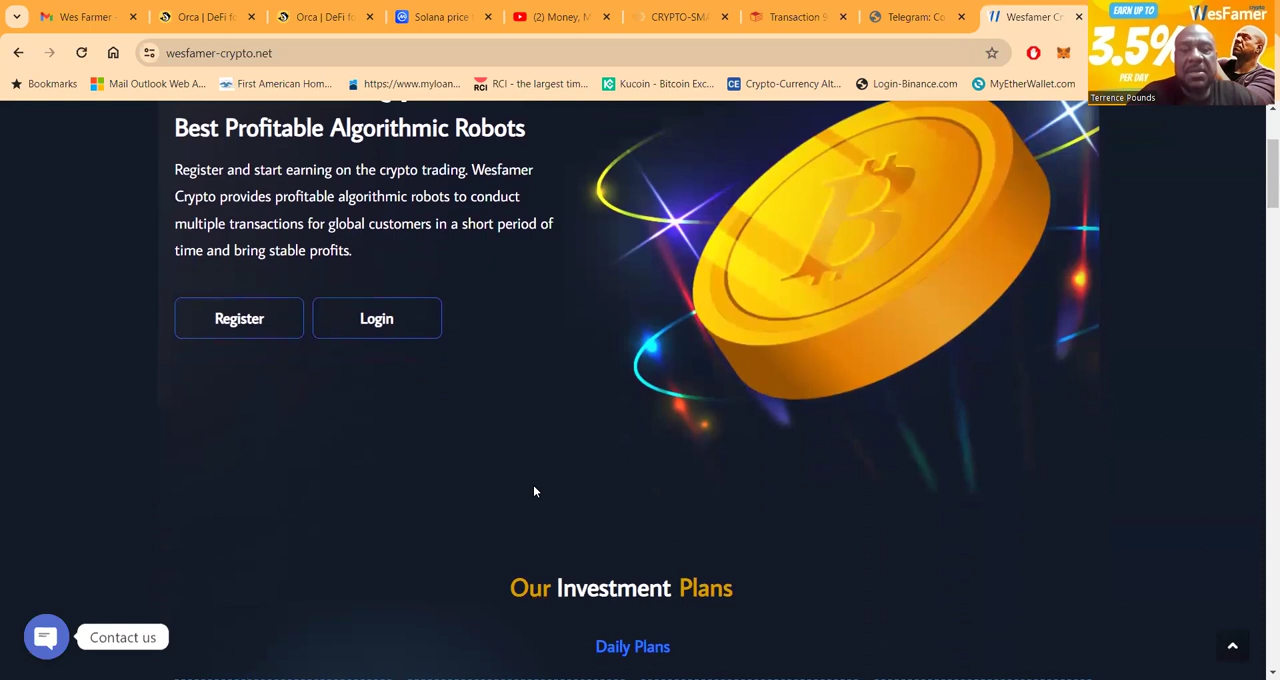 Wes Farmer -
Orca | DeFi fo
Orca | DeFi fo
Solana price
(2) Money, M
CRYPTO-SMA
Transaction 9
Telegram: Co
Wesfamer Cr
wesfamer-crypto.net
Bookmarks
Mail Outlook Web A...
First American Hom...
https://www.myloan...
RCI
RCI - the largest tim...
Kucoin - Bitcoin Exc...
CE
Crypto-Currency Alt...
Login-Binance.com
MyEtherWallet.com
EARN UP TO
3.5%
PER DAY
crypto
WesFamer
Terrence Pounds
Best Profitable Algorithmic Robots
Register and start earning on the crypto trading. Wesfamer
Crypto provides profitable algorithmic robots to conduct
multiple transactions for global customers in a short period of
time and bring stable profits.
Register
Login
Our Investment Plans
Daily Plans
Contact us